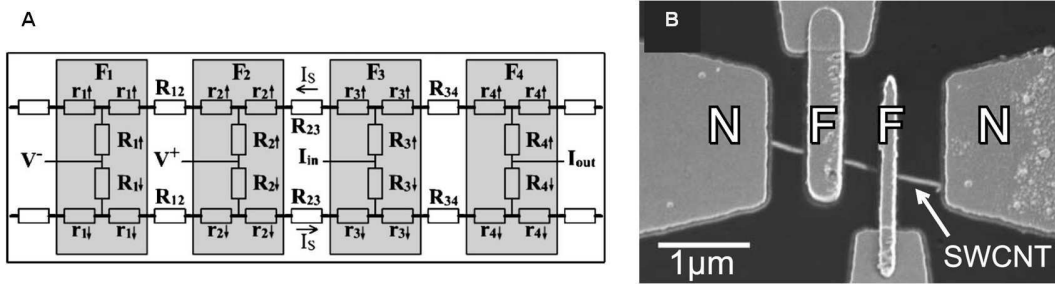 A
F1 F2 F3 F4
r1↑ r1↑ R12 r2↑ r2↑ IS r3↑ r3↑ R34 r4↑ r4↑
R23
R1↑ R2↑ R3↑ R4↑
V- V+ Iin Iout
R1↓ R2↓ R3↓ R4↓
R12 R23 R34
r1↓ r1↓ r2↓ r2↓ IS r3↓ r3↓ r4↓ r4↓
B
N F F N
SWCNT
1μm